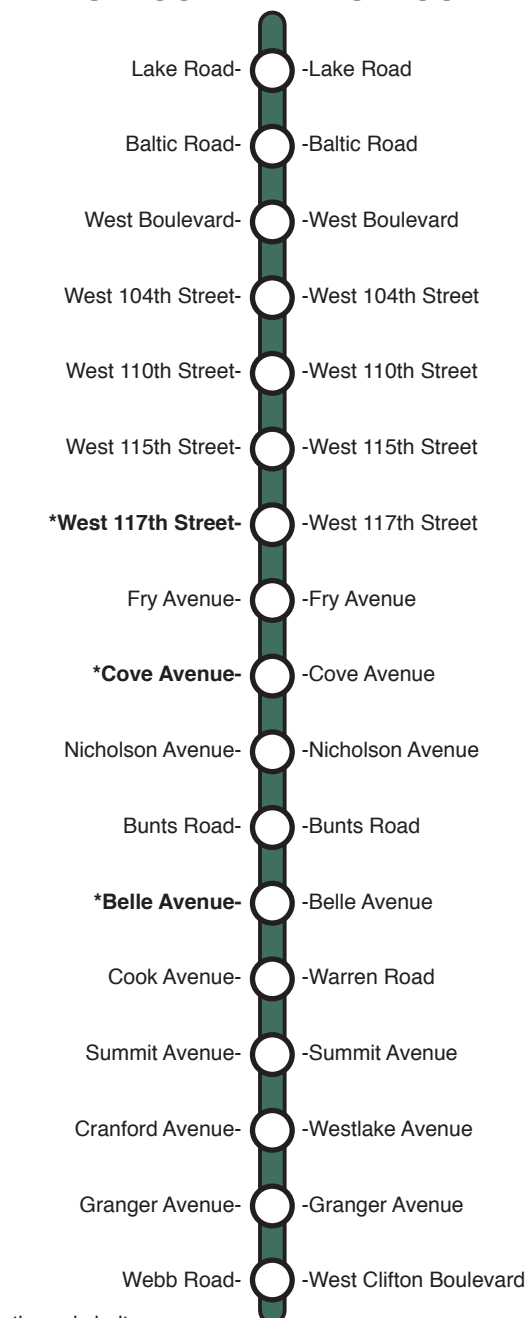 Lake Road- -Lake Road
Baltic Road- -Baltic Road
West Boulevard- -West Boulevard
West 104th Street- -West 104th Street
West 110th Street- -West 110th Street
West 115th Street- -West 115th Street
*West 117th Street- -West 117th Street
Fry Avenue- -Fry Avenue
*Cove Avenue- -Cove Avenue
Nicholson Avenue- -Nicholson Avenue
Bunts Road- -Bunts Road
*Belle Avenue- -Belle Avenue
Cook Avenue- -Warren Road
Summit Avenue- -Summit Avenue
Cranford Avenue- -Westlake Avenue
Granger Avenue- -Granger Avenue
Webb Road- -West Clifton Boulevard